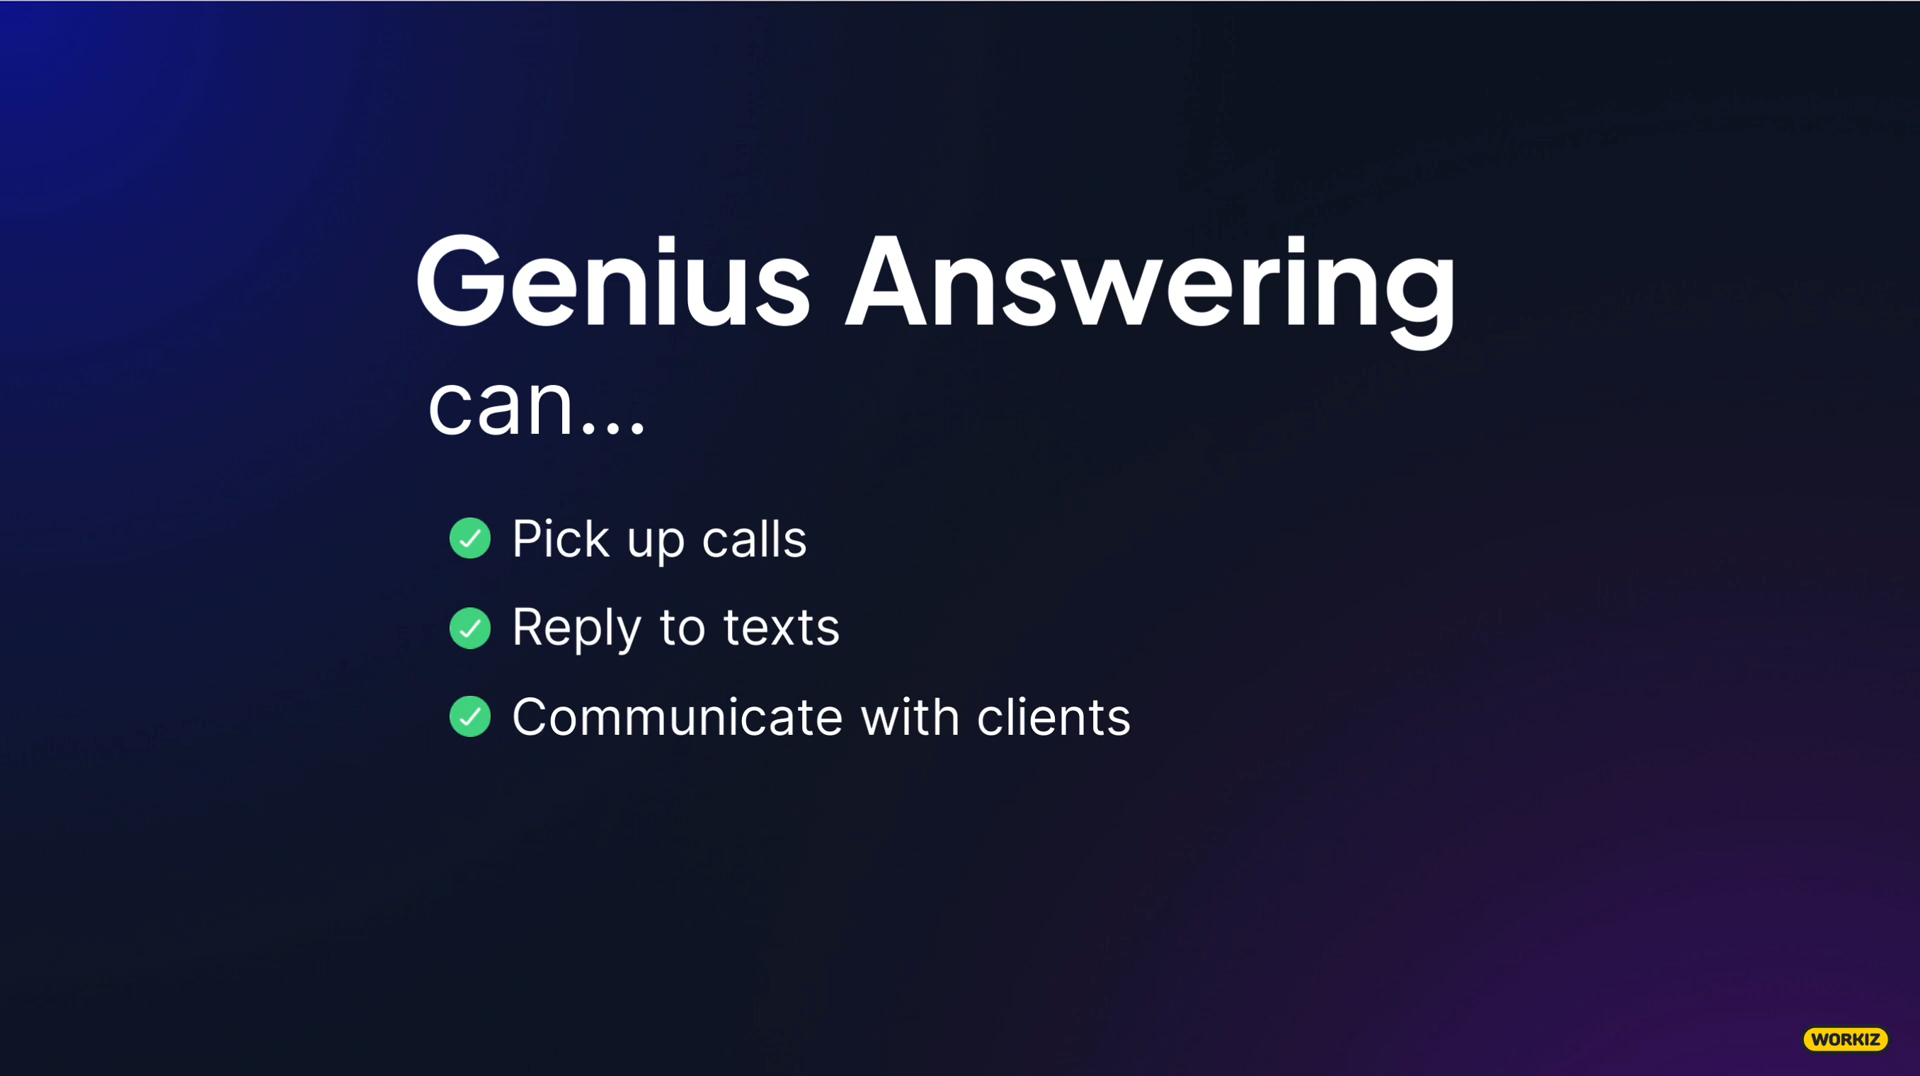 Genius Answering
can...
Pick up calls
Reply to texts
Communicate with clients
WORKIZ